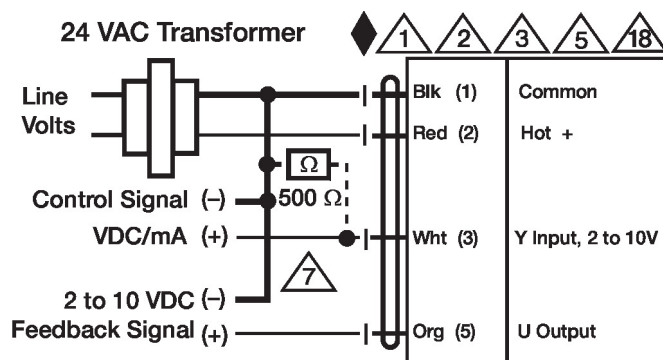 24 VAC Transformer
1 2 3 5 18
Line
Volts
Blk (1) Common
Red (2) Hot +
Ω
500 Ω
Control Signal (–)
VDC/mA (+)
Wht (3) Y Input, 2 to 10V
7
2 to 10 VDC (–)
Feedback Signal (+)
Org (5) U Output